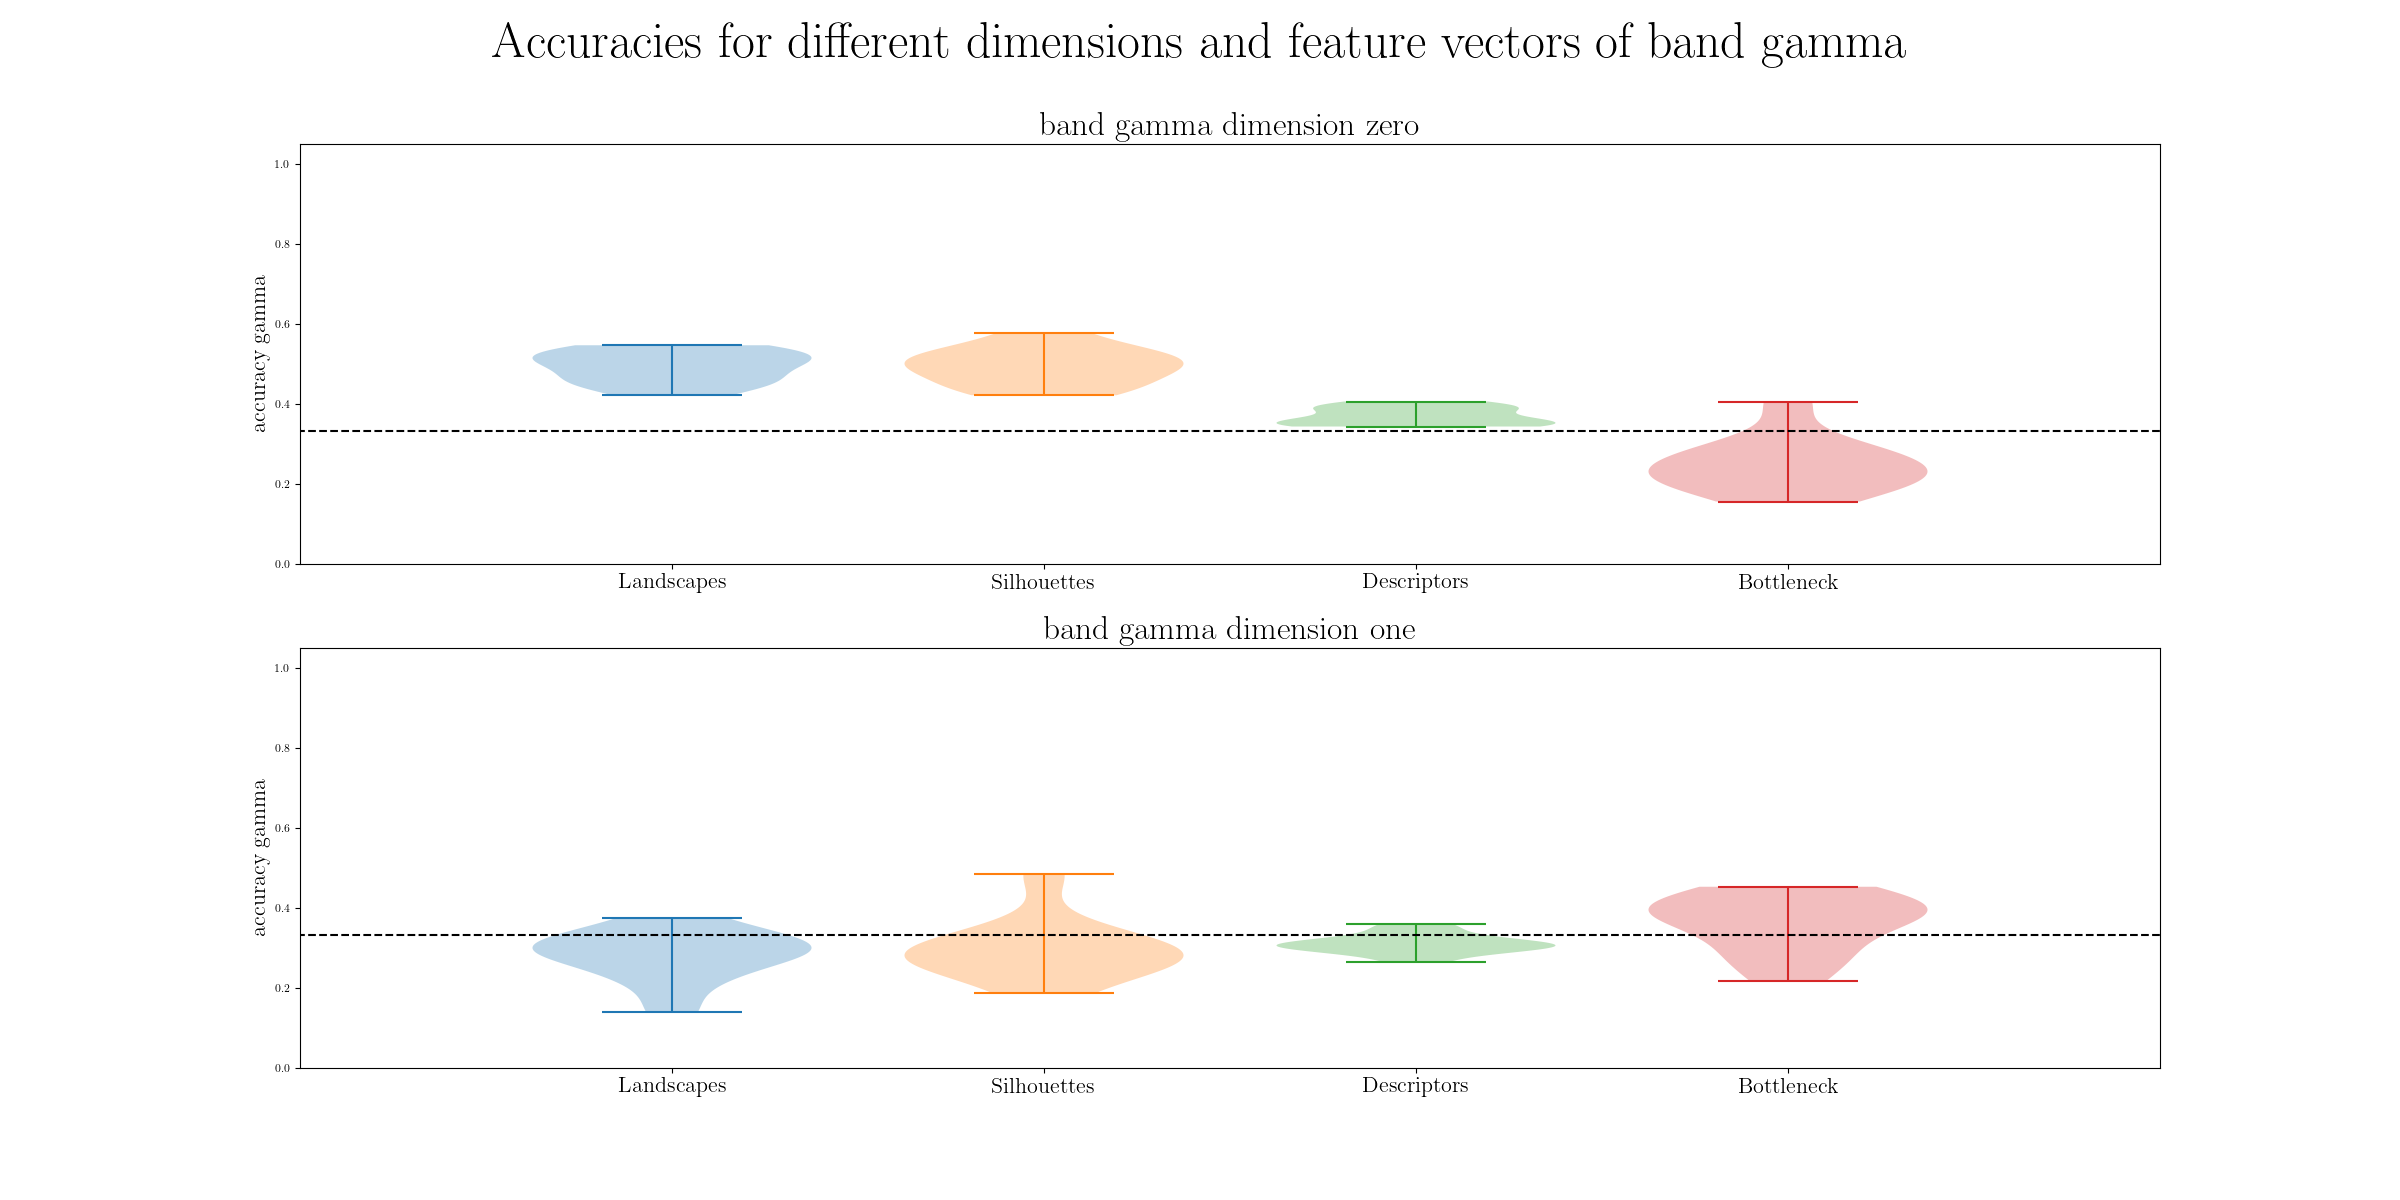 Accuracies for different dimensions and feature vectors of band gamma
band gamma dimension zero
accuracy gamma
1.0
0.8
0.6
0.4
0.2
0.0
Landscapes Silhouettes Descriptors Bottleneck
band gamma dimension one
accuracy gamma
1.0
0.8
0.6
0.4
0.2
0.0
Landscapes Silhouettes Descriptors Bottleneck